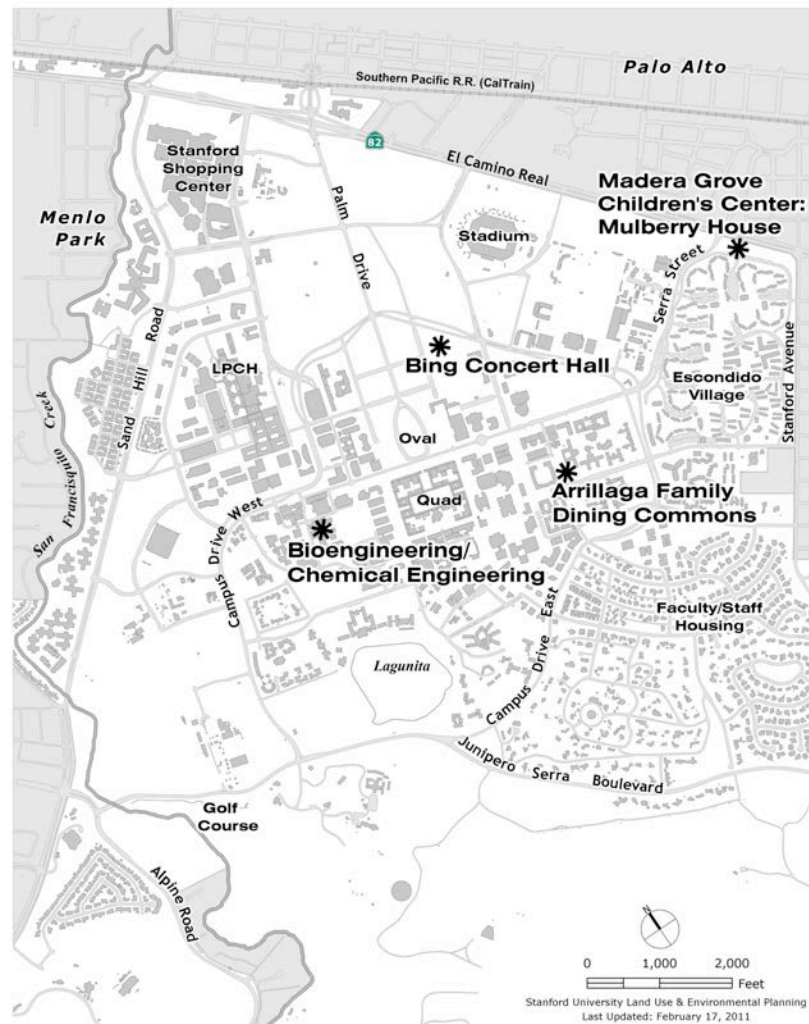 Palo Alto
Southern Pacific R.R. (CalTrain)
82
El Camino Real
Stanford
Shopping
Center
Menlo
Park
Palm
Drive
Stadium
Madera Grove
Children's Center:
Mulberry House
Serra Street
Stanford Avenue
Sand Hill Road
LPCH
Bing Concert Hall
Escondido
Village
San Francisquito Creek
Oval
Quad
Arrillaga Family
Dining Commons
Campus Drive West
Bioengineering/
Chemical Engineering
Faculty/Staff
Housing
Lagunita
Campus Drive East
Junipero Serra Boulevard
Golf
Course
Alpine Road
N
0 1,000 2,000
Feet
Stanford University Land Use & Environmental Planning
Last Updated: February 17, 2011